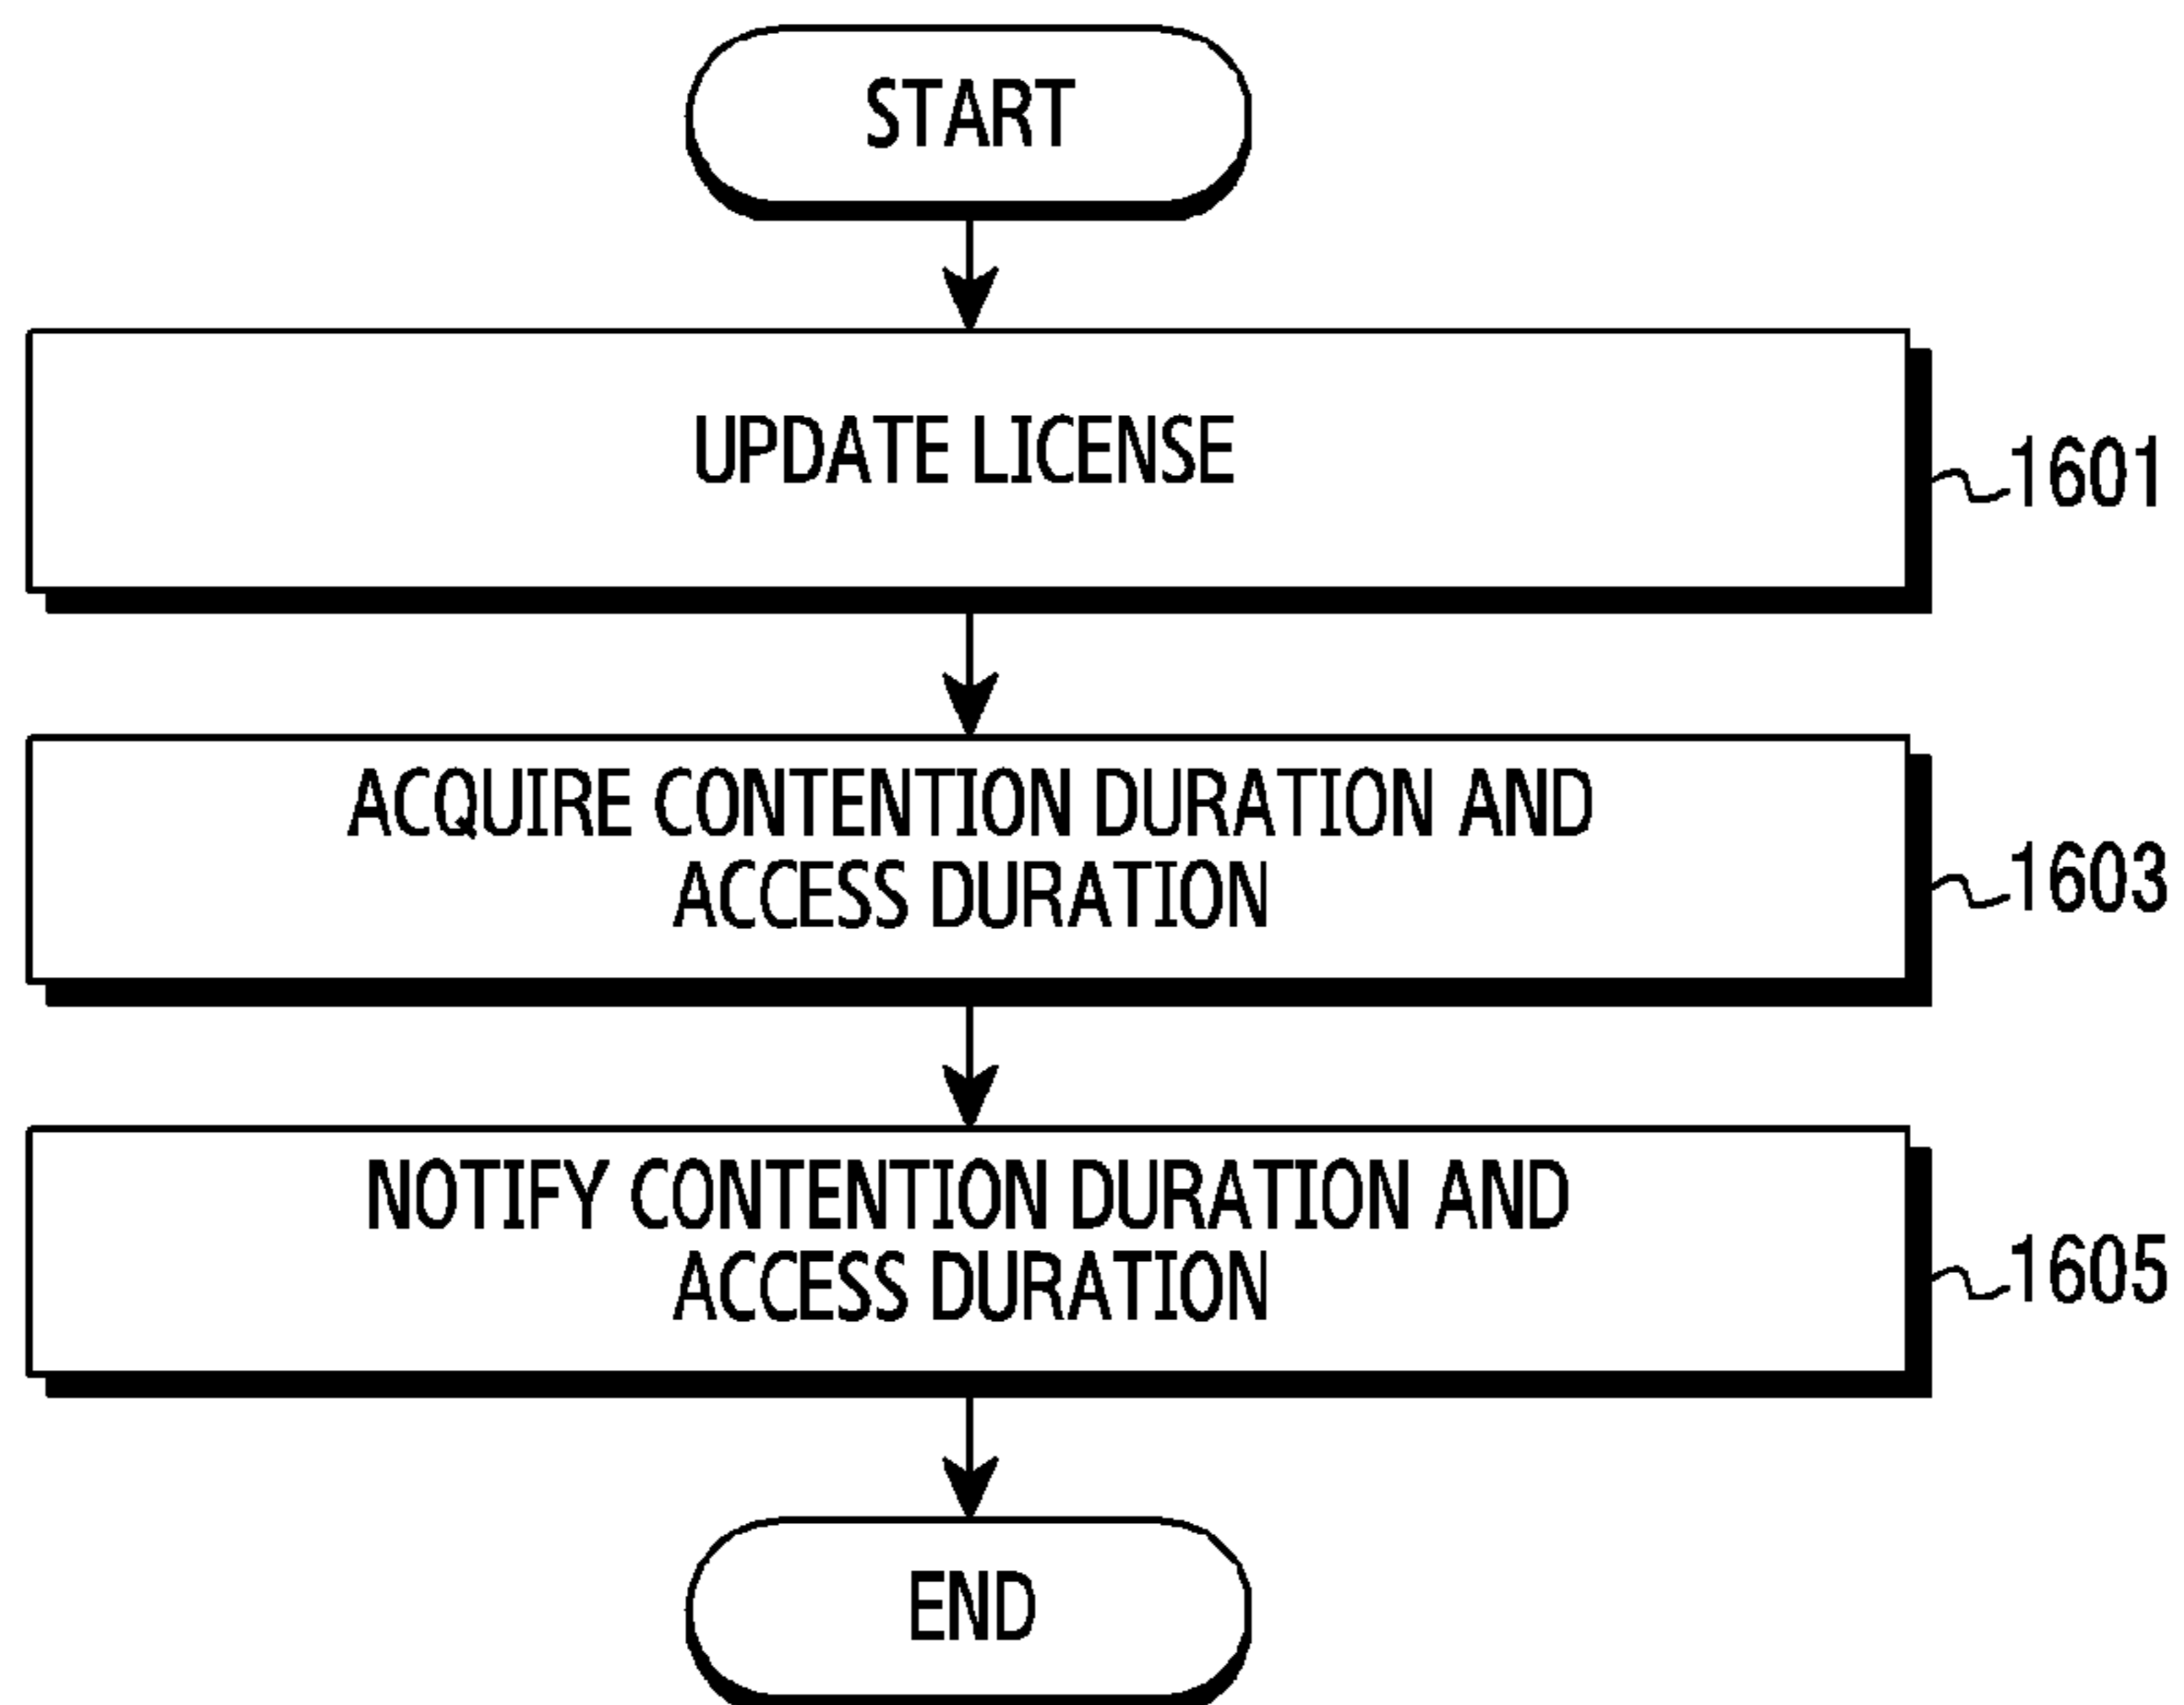 START
UPDATE LICENSE
1601
ACQUIRE CONTENTION DURATION AND
ACCESS DURATION
1603
NOTIFY CONTENTION DURATION AND
ACCESS DURATION
1605
END